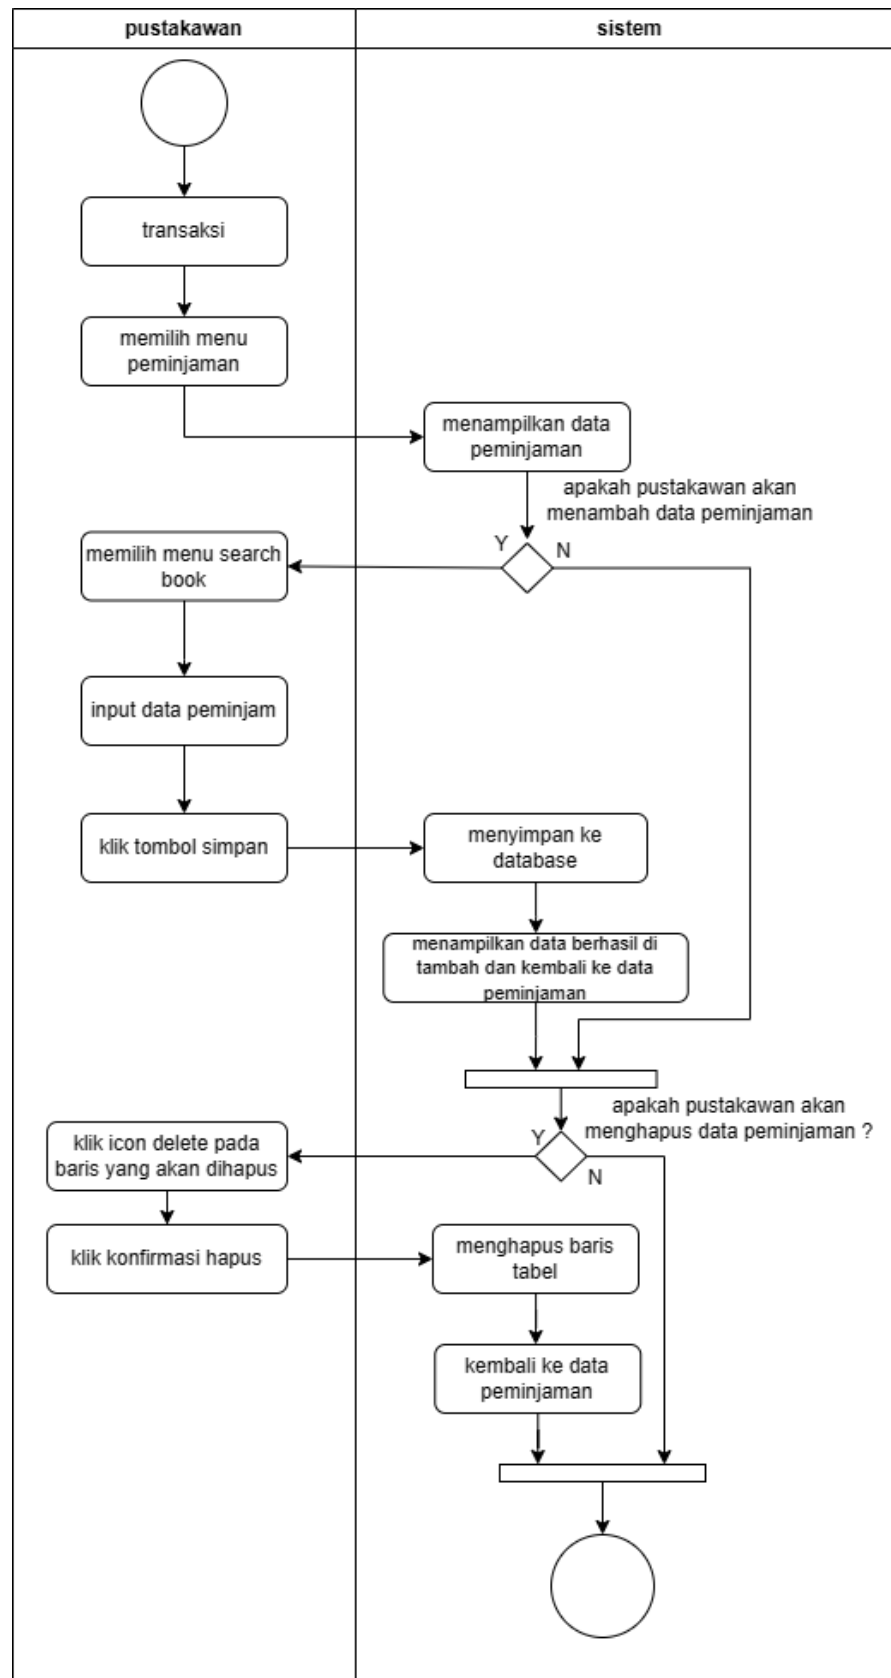 pustakawan
sistem
transaksi
memilih menu
peminjaman
menampilkan data
peminjaman
apakah pustakawan akan
menambah data peminjaman
Y
N
memilih menu search
book
input data peminjam
klik tombol simpan
menyimpan ke
database
menampilkan data berhasil di
tambah dan kembali ke data
peminjaman
apakah pustakawan akan
menghapus data peminjaman ?
Y
N
klik icon delete pada
baris yang akan dihapus
klik konfirmasi hapus
menghapus baris
tabel
kembali ke data
peminjaman